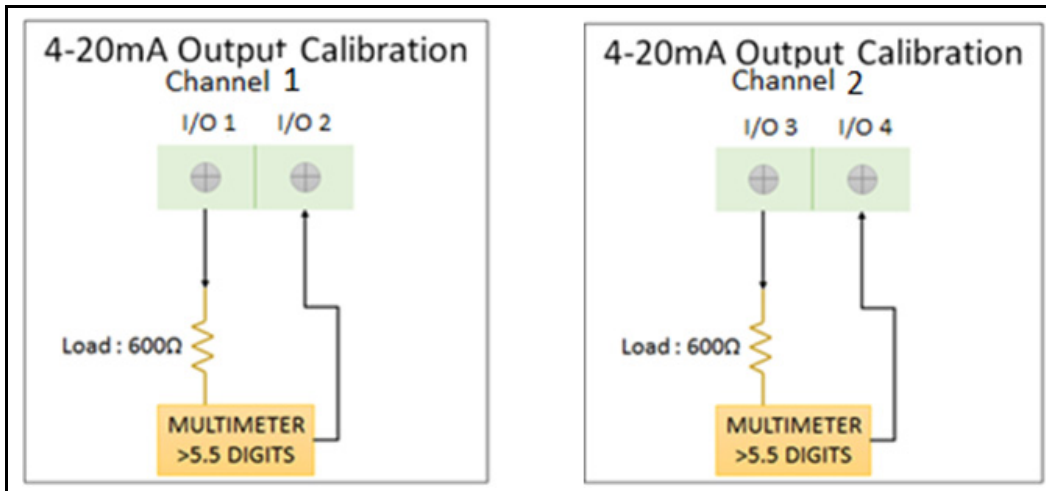 4-20mA Output Calibration
Channel 1
I/O 1 I/O 2
Load : 600Ω
MULTIMETER
>5.5 DIGITS
4-20mA Output Calibration
Channel 2
I/O 3 I/O 4
Load : 600Ω
MULTIMETER
>5.5 DIGITS